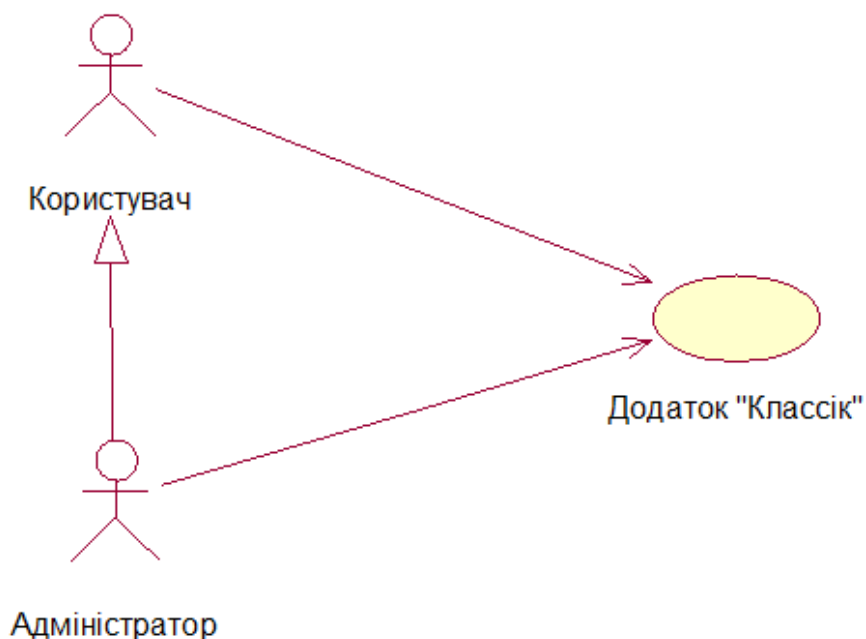 Користувач
Додаток "Классік"
Адміністратор